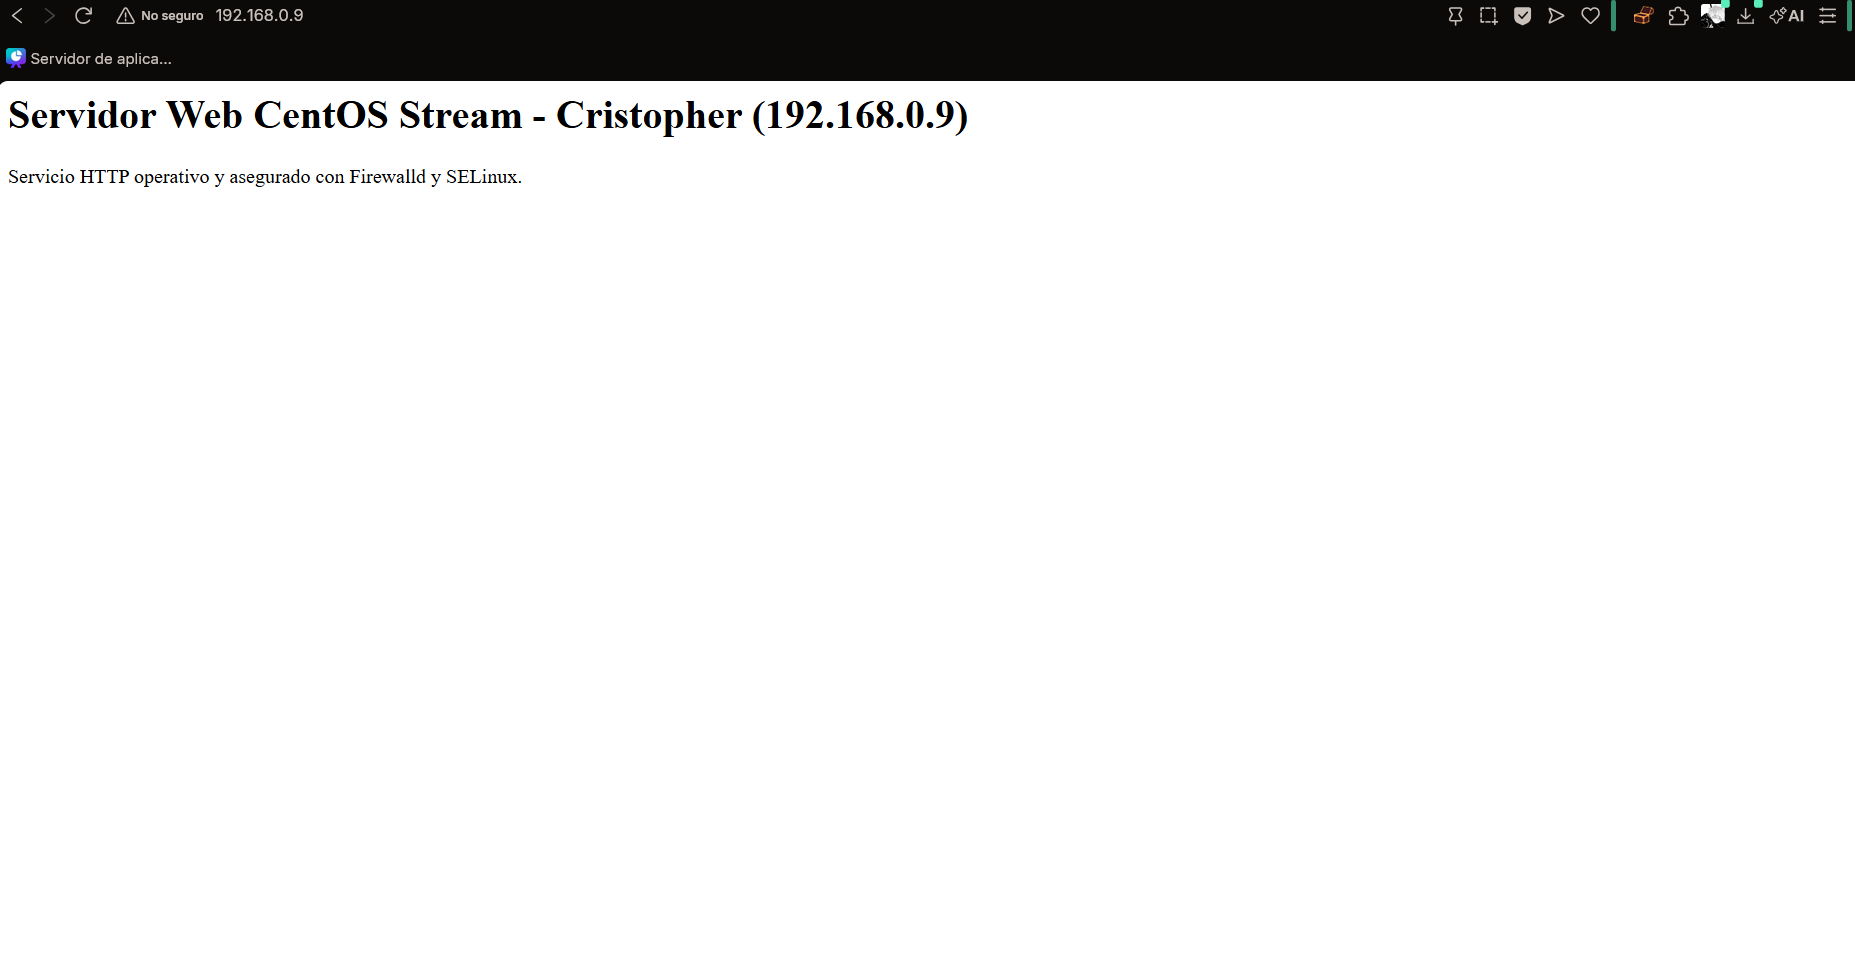 No seguro 192.168.0.9
AI
Servidor de aplica...
Servidor Web CentOS Stream - Cristopher (192.168.0.9)
Servicio HTTP operativo y asegurado con Firewalld y SELinux.